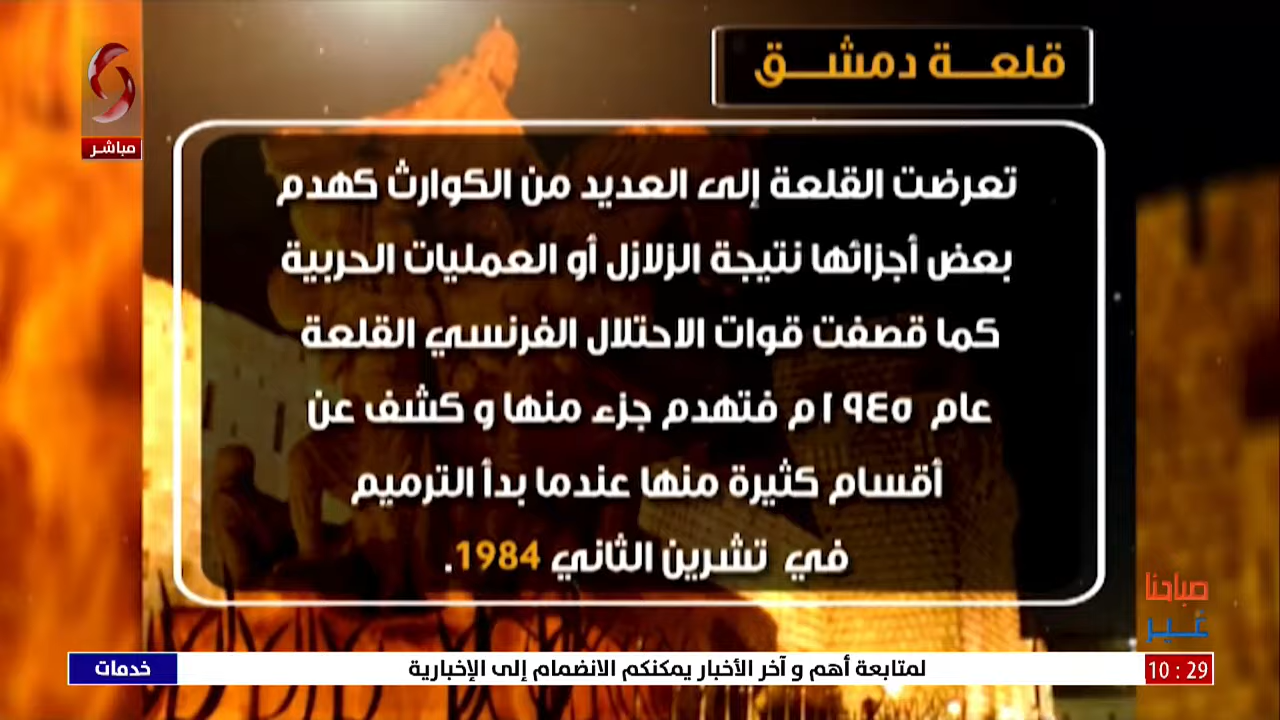 قلعة دمشق
مباشر
تعرضت القلعة إلى العديد من الكوارث كهدم
بعض أجزائها نتيجة الزلازل أو العمليات الحربية
كما قصفت قوات الاحتلال الفرنسي القلعة
عام ١٩٤٥م فتهدم جزء منها و كشف عن
أقسام كثيرة منها عندما بدأ الترميم
في تشرين الثاني 1984.
صباحنا
غير
خدمات
لمتابعة أهم و آخر الأخبار يمكنكم الانضمام إلى الإخبارية
10 : 29